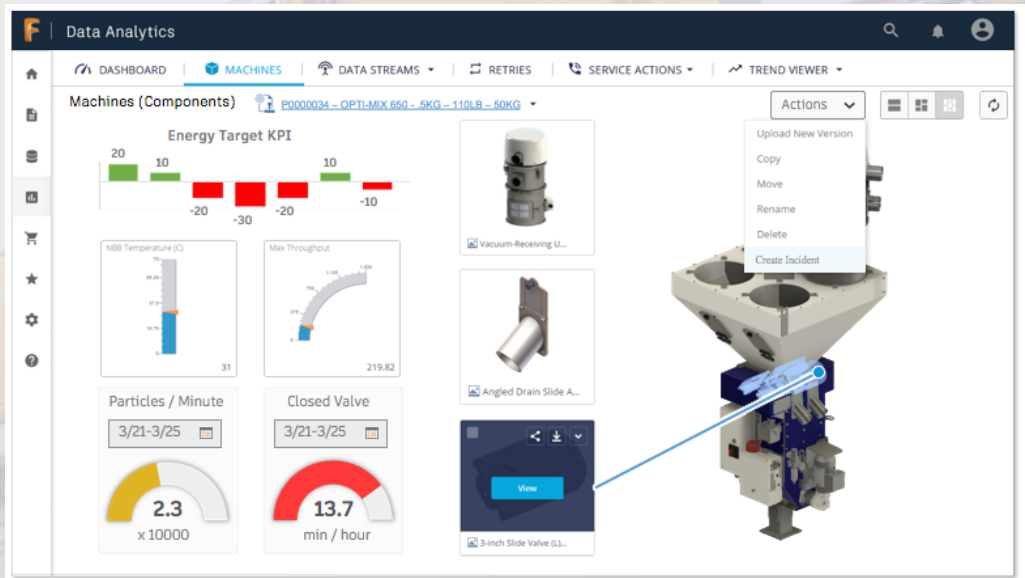 F
Data Analytics
DASHBOARD
MACHINES
DATA STREAMS
RETRIES
SERVICE ACTIONS
TREND VIEWER
Machines (Components)
P0000034 – OPTI-MIX 650 - .5KG – 110LB – 50KG
Actions
Upload New Version
Copy
Move
Rename
Delete
Create Incident
Energy Target KPI
20
10
-20
-30
-20
10
-10
NBB Temperature (C)
31
Max Throughput
219.82
Vacuum-Receiving U...
Angled Drain Slide A...
View
3-inch Slide Valve (L)...
Particles / Minute
3/21-3/25
2.3
x 10000
Closed Valve
3/21-3/25
13.7
min / hour